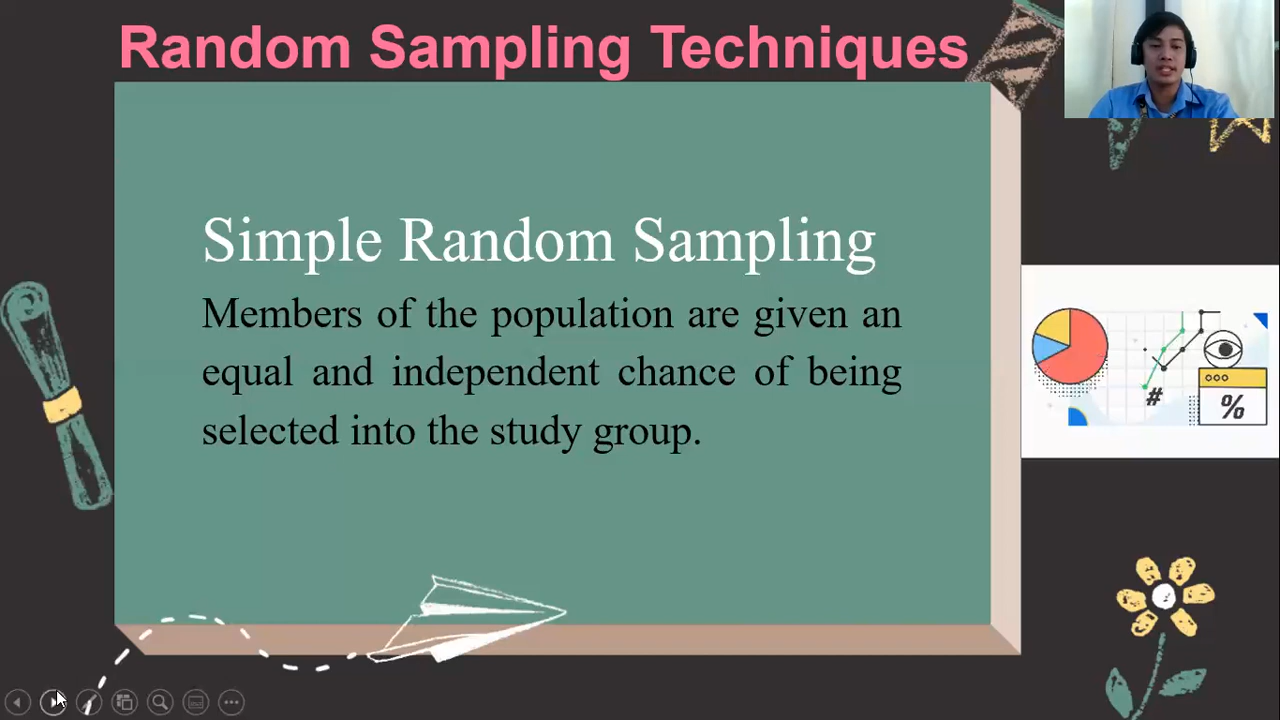 Random Sampling Techniques
Simple Random Sampling
Members of the population are given an
equal and independent chance of being
selected into the study group.
#
%